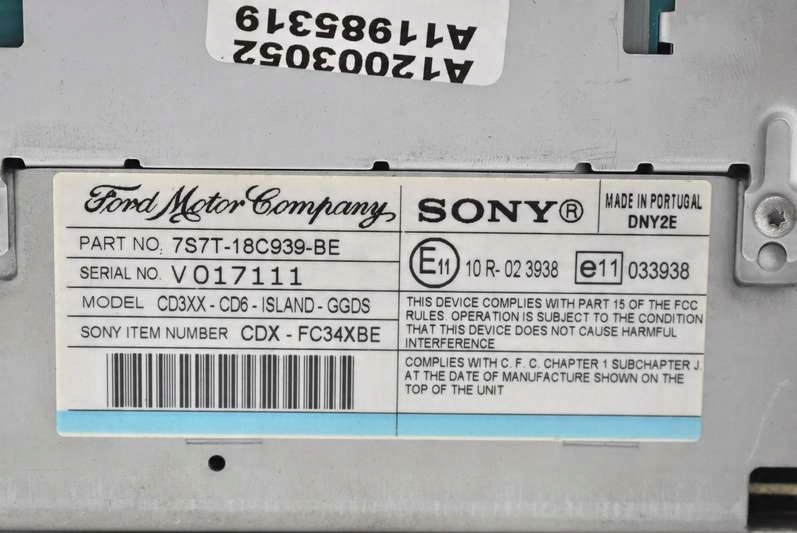 A12003052
A11985319
Ford Motor Company
SONY®
MADE IN PORTUGAL
DNY2E
PART NO. 7S7T-18C939-BE
SERIAL NO. V017111
MODEL CD3XX - CD6 - ISLAND - GGDS
SONY ITEM NUMBER CDX - FC34XBE
E11 10 R- 02 3938 e11 033938
THIS DEVICE COMPLIES WITH PART 15 OF THE FCC
RULES. OPERATION IS SUBJECT TO THE CONDITION
THAT THIS DEVICE DOES NOT CAUSE HARMFUL
INTERFERENCE
COMPLIES WITH C. F. C. CHAPTER 1 SUBCHAPTER J.
AT THE DATE OF MANUFACTURE SHOWN ON THE
TOP OF THE UNIT